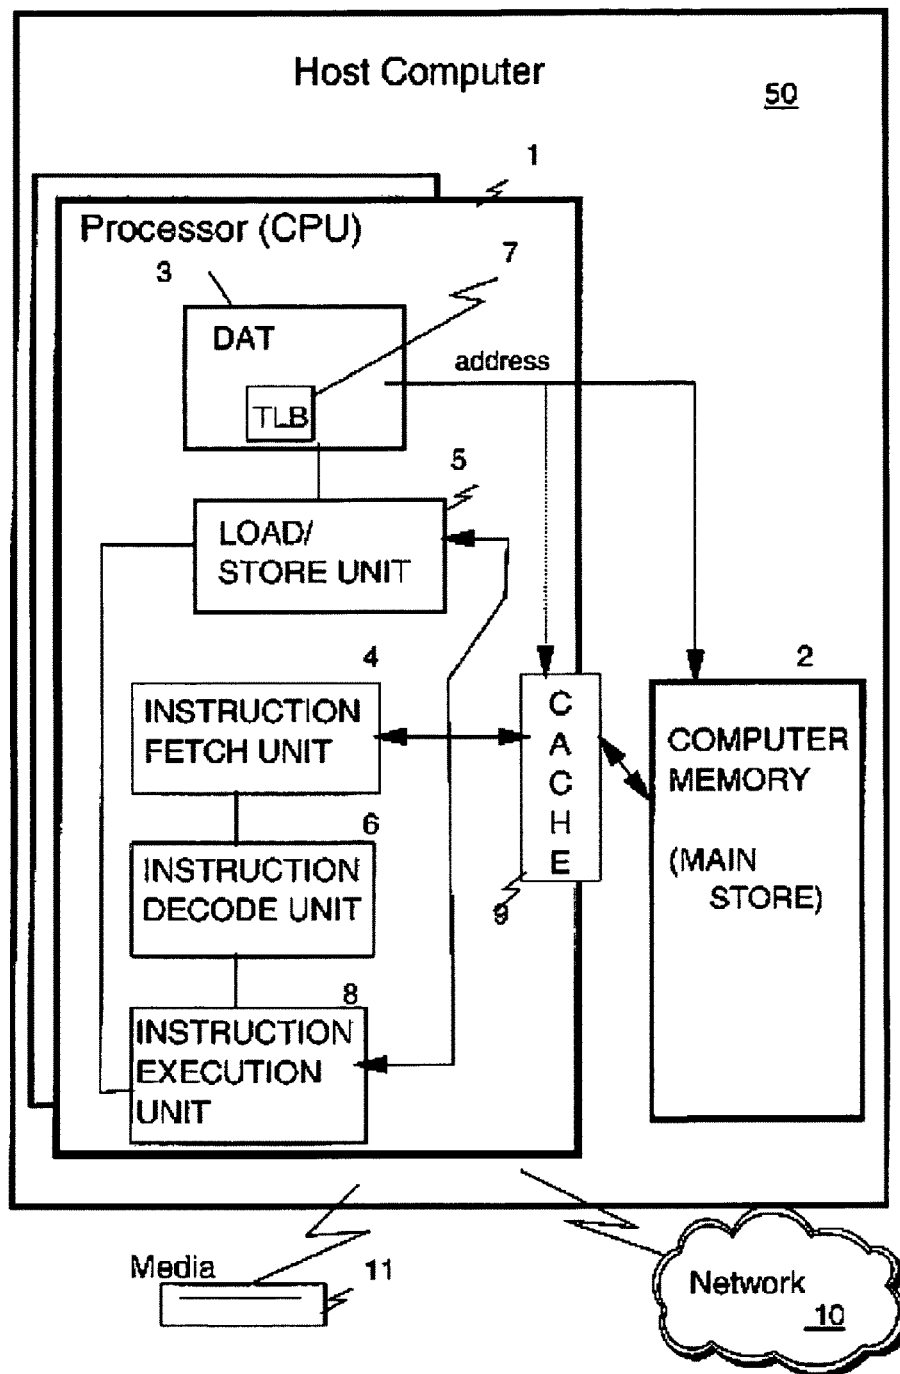 Host Computer
50
1
Processor (CPU)
3
7
DAT
address
TLB
5
LOAD/
STORE UNIT
4
2
INSTRUCTION
FETCH UNIT
C
A
C
H
E
COMPUTER
MEMORY
(MAIN
STORE)
6
INSTRUCTION
DECODE UNIT
9
8
INSTRUCTION
EXECUTION
UNIT
Media
11
Network
10